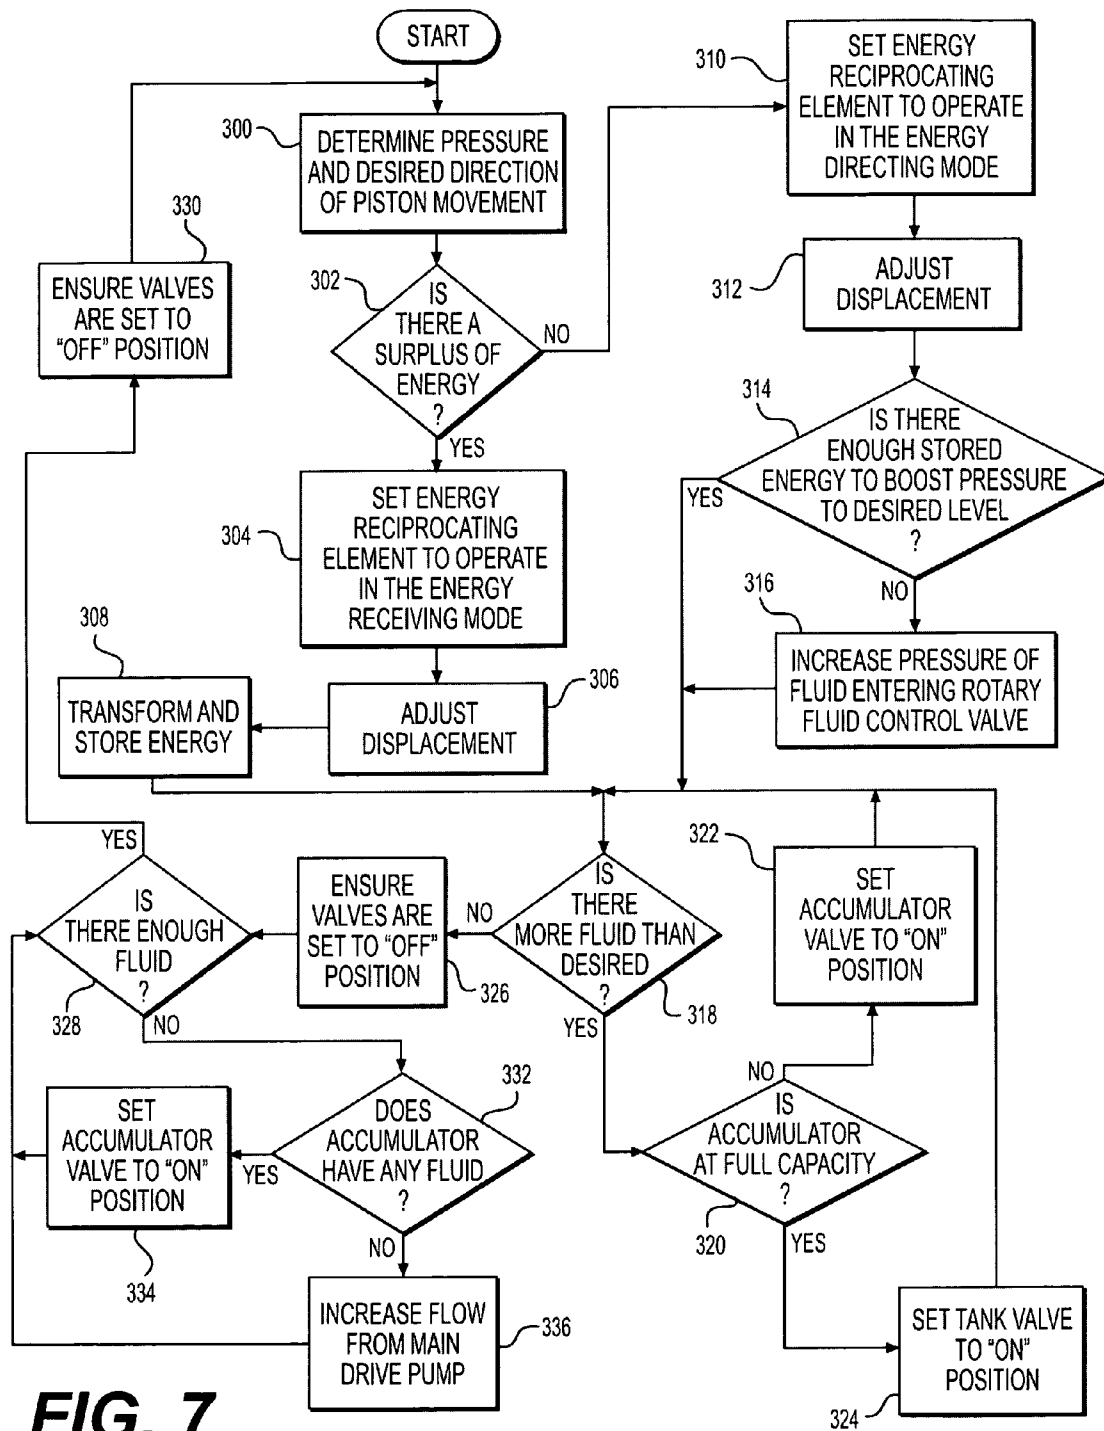 START
300
DETERMINE PRESSURE
AND DESIRED DIRECTION
OF PISTON MOVEMENT
302
IS
THERE A
SURPLUS OF
ENERGY
?
NO
YES
304
SET ENERGY
RECIPROCATING
ELEMENT TO OPERATE
IN THE ENERGY
RECEIVING MODE
306
ADJUST
DISPLACEMENT
308
TRANSFORM AND
STORE ENERGY
310
SET ENERGY
RECIPROCATING
ELEMENT TO OPERATE
IN THE ENERGY
DIRECTING MODE
312
ADJUST
DISPLACEMENT
314
IS THERE
ENOUGH STORED
ENERGY TO BOOST PRESSURE
TO DESIRED LEVEL
?
YES
NO
316
INCREASE PRESSURE OF
FLUID ENTERING ROTARY
FLUID CONTROL VALVE
318
IS
THERE
MORE FLUID THAN
DESIRED
?
NO
YES
320
IS
ACCUMULATOR
AT FULL CAPACITY
?
NO
YES
322
SET
ACCUMULATOR
VALVE TO "ON"
POSITION
324
SET TANK VALVE
TO "ON"
POSITION
326
ENSURE
VALVES ARE
SET TO "OFF"
POSITION
328
IS
THERE ENOUGH
FLUID
?
YES
NO
330
ENSURE VALVES
ARE SET TO
"OFF" POSITION
332
DOES
ACCUMULATOR
HAVE ANY FLUID
?
YES
NO
334
SET
ACCUMULATOR
VALVE TO "ON"
POSITION
336
INCREASE FLOW
FROM MAIN
DRIVE PUMP
FIG. 7